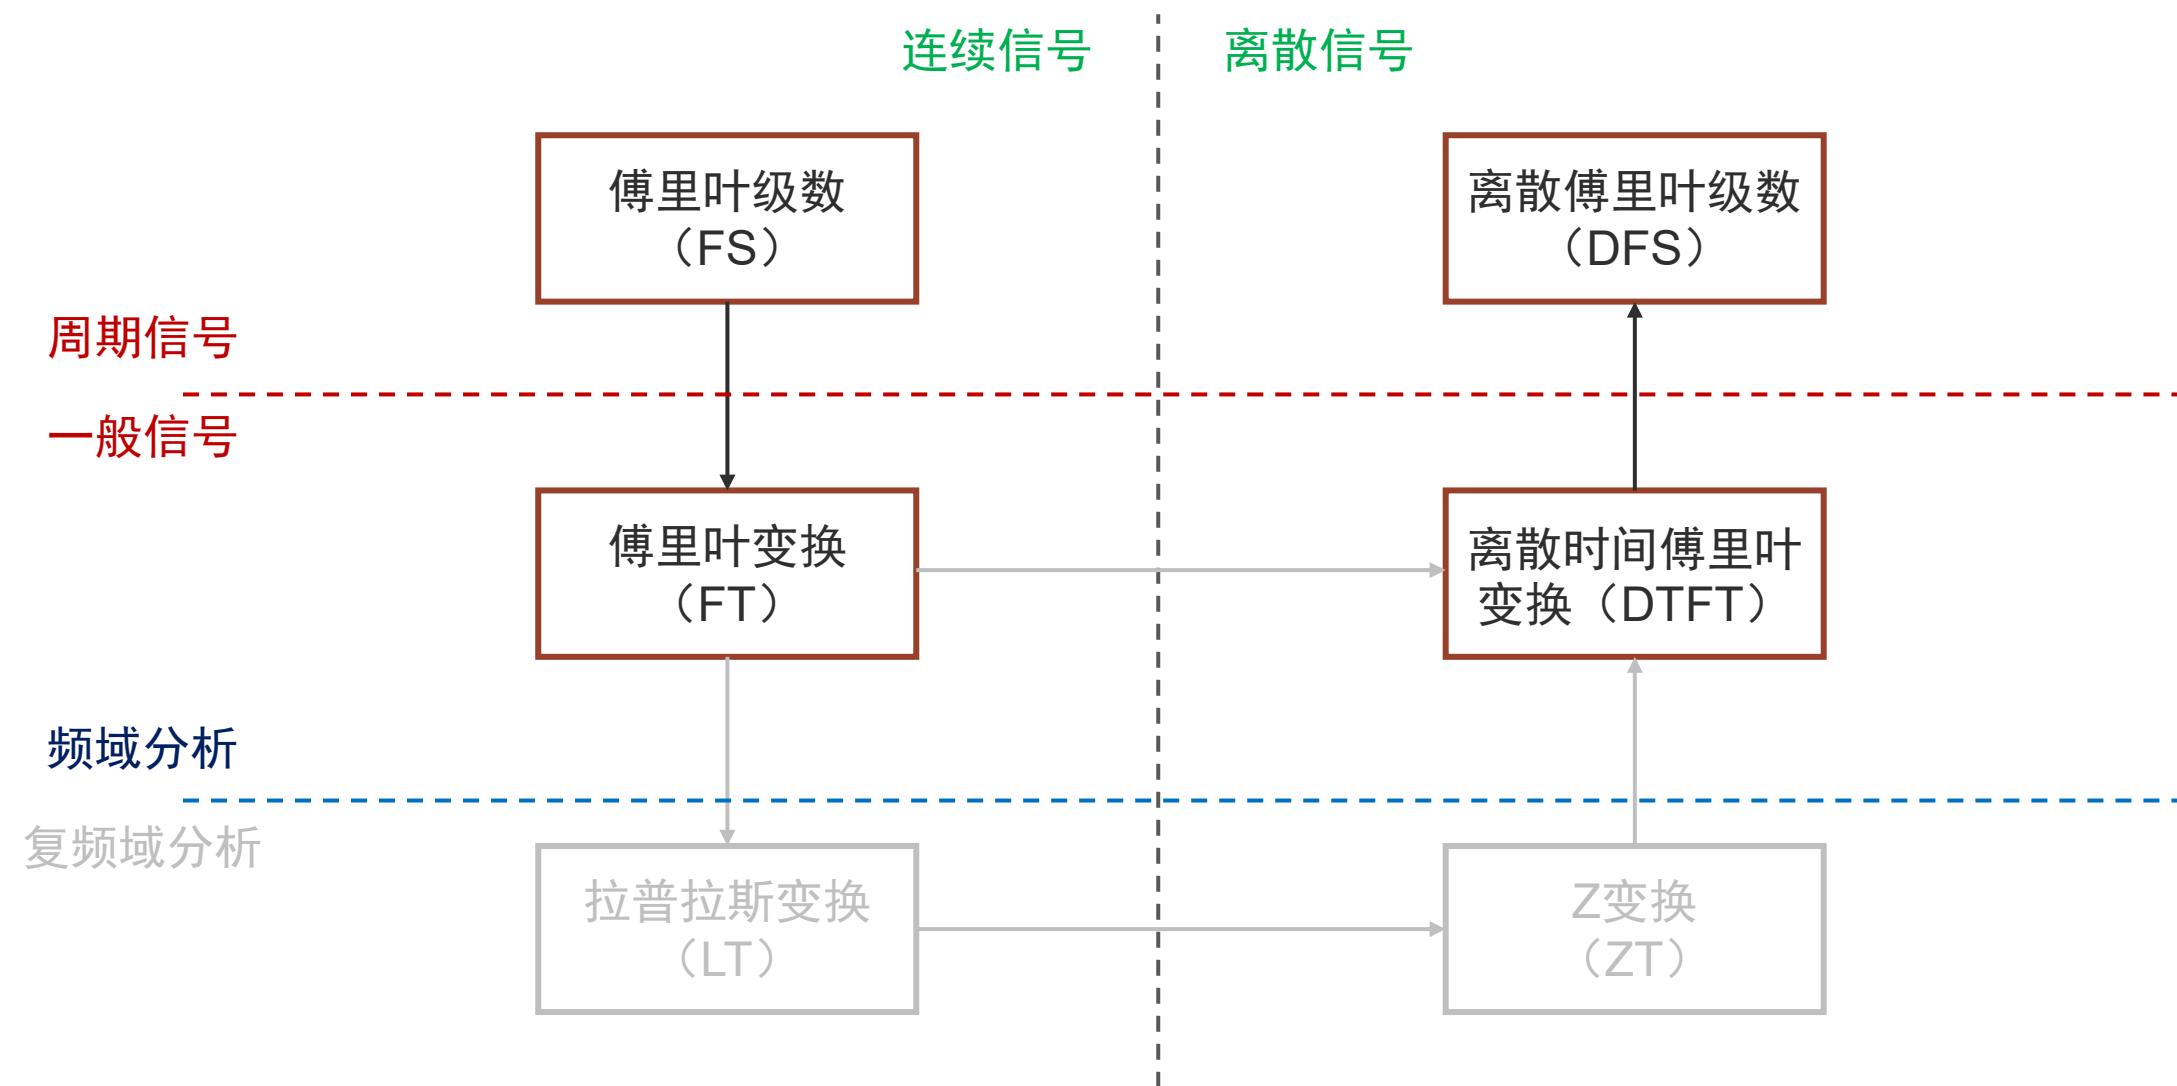 连续信号
离散信号
傅里叶级数
（FS）
离散傅里叶级数
（DFS）
周期信号
一般信号
傅里叶变换
（FT）
离散时间傅里叶
变换（DTFT）
频域分析
复频域分析
拉普拉斯变换
（LT）
Z变换
（ZT）